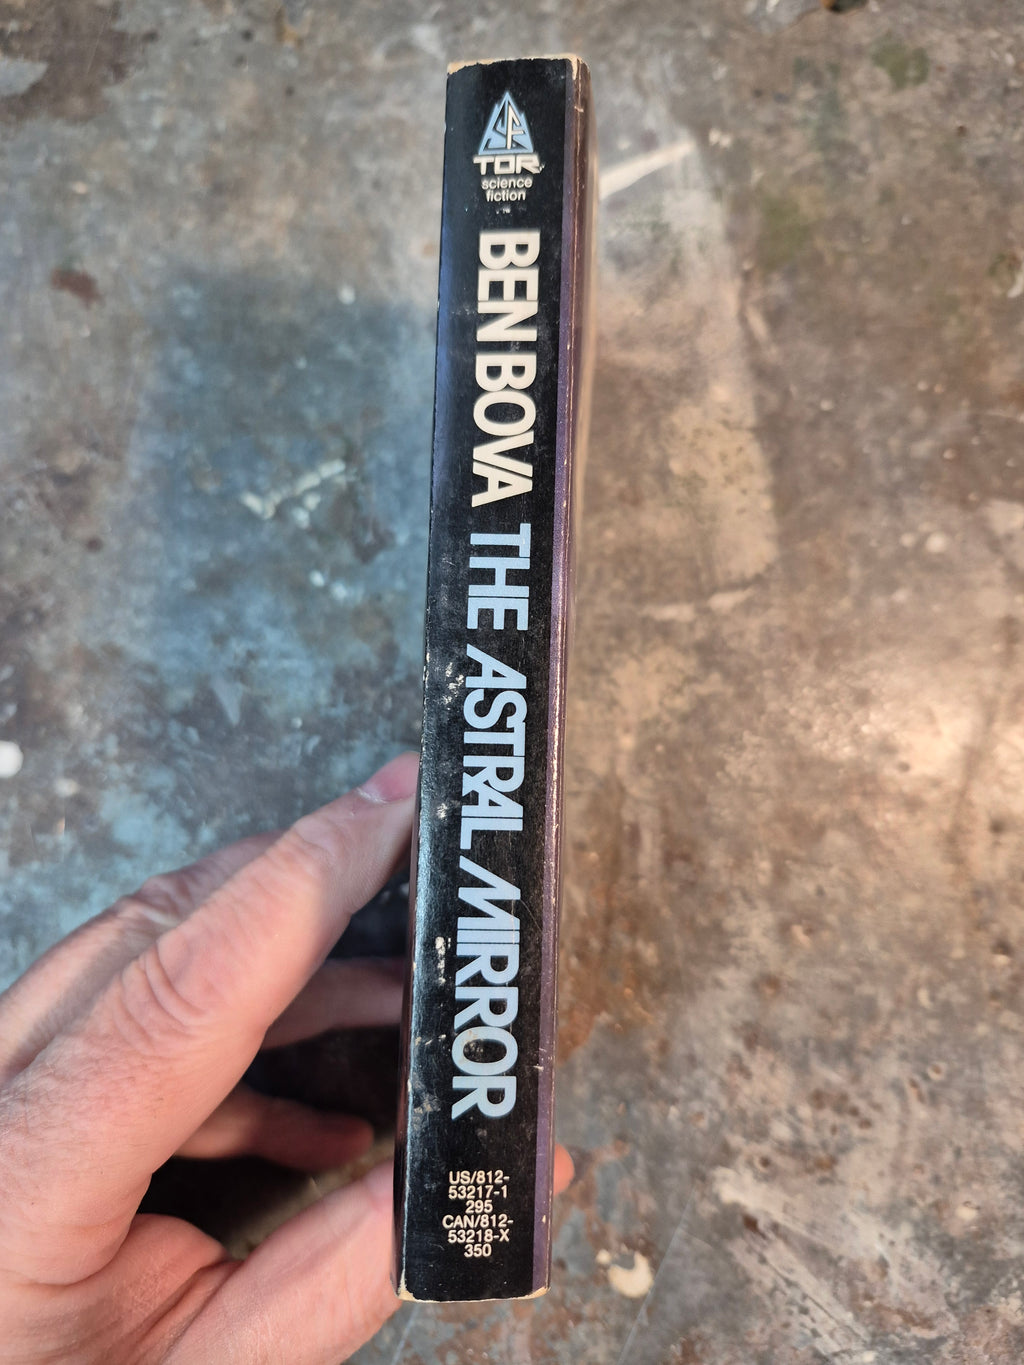 SF
TOR
science
fiction
BEN BOVA THE ASTRAL MIRROR
US/812-
53217-1
295
CAN/812-
53218-X
350